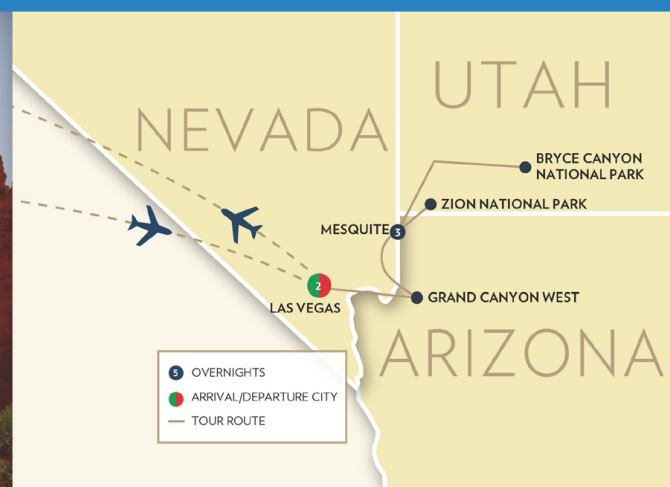 UTAH
NEVADA
BRYCE CANYON
NATIONAL PARK
ZION NATIONAL PARK
MESQUITE
3
2
LAS VEGAS
GRAND CANYON WEST
ARIZONA
5 OVERNIGHTS
ARRIVAL/DEPARTURE CITY
TOUR ROUTE